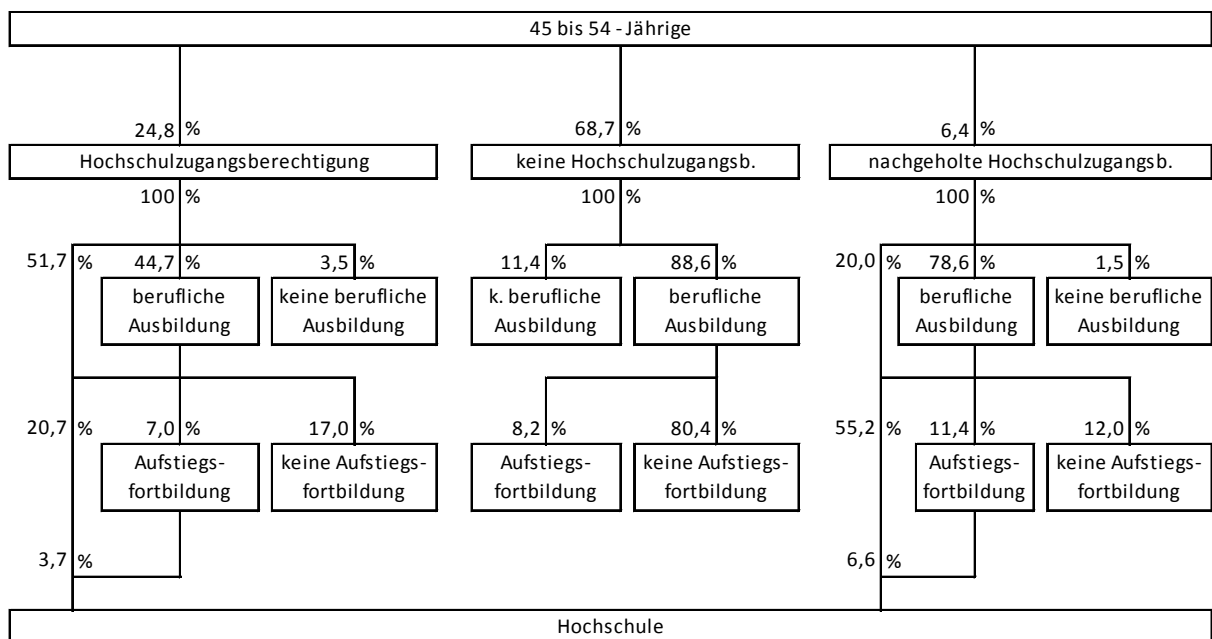 45 bis 54 - Jährige
24,8 % 68,7 % 6,4 %
Hochschulzugangsberechtigung keine Hochschulzugangsb. nachgeholte Hochschulzugangsb.
100 % 100 % 100 %
51,7 % 44,7 % 3,5 % 11,4 % 88,6 % 20,0 % 78,6 % 1,5 %
berufliche keine berufliche k. berufliche berufliche berufliche keine berufliche
Ausbildung Ausbildung Ausbildung Ausbildung Ausbildung Ausbildung
20,7 % 7,0 % 17,0 % 8,2 % 80,4 % 55,2 % 11,4 % 12,0 %
Aufstiegs- keine Aufstiegs- Aufstiegs- keine Aufstiegs- Aufstiegs- keine Aufstiegs-
fortbildung fortbildung fortbildung fortbildung fortbildung fortbildung
3,7 % 6,6 %
Hochschule